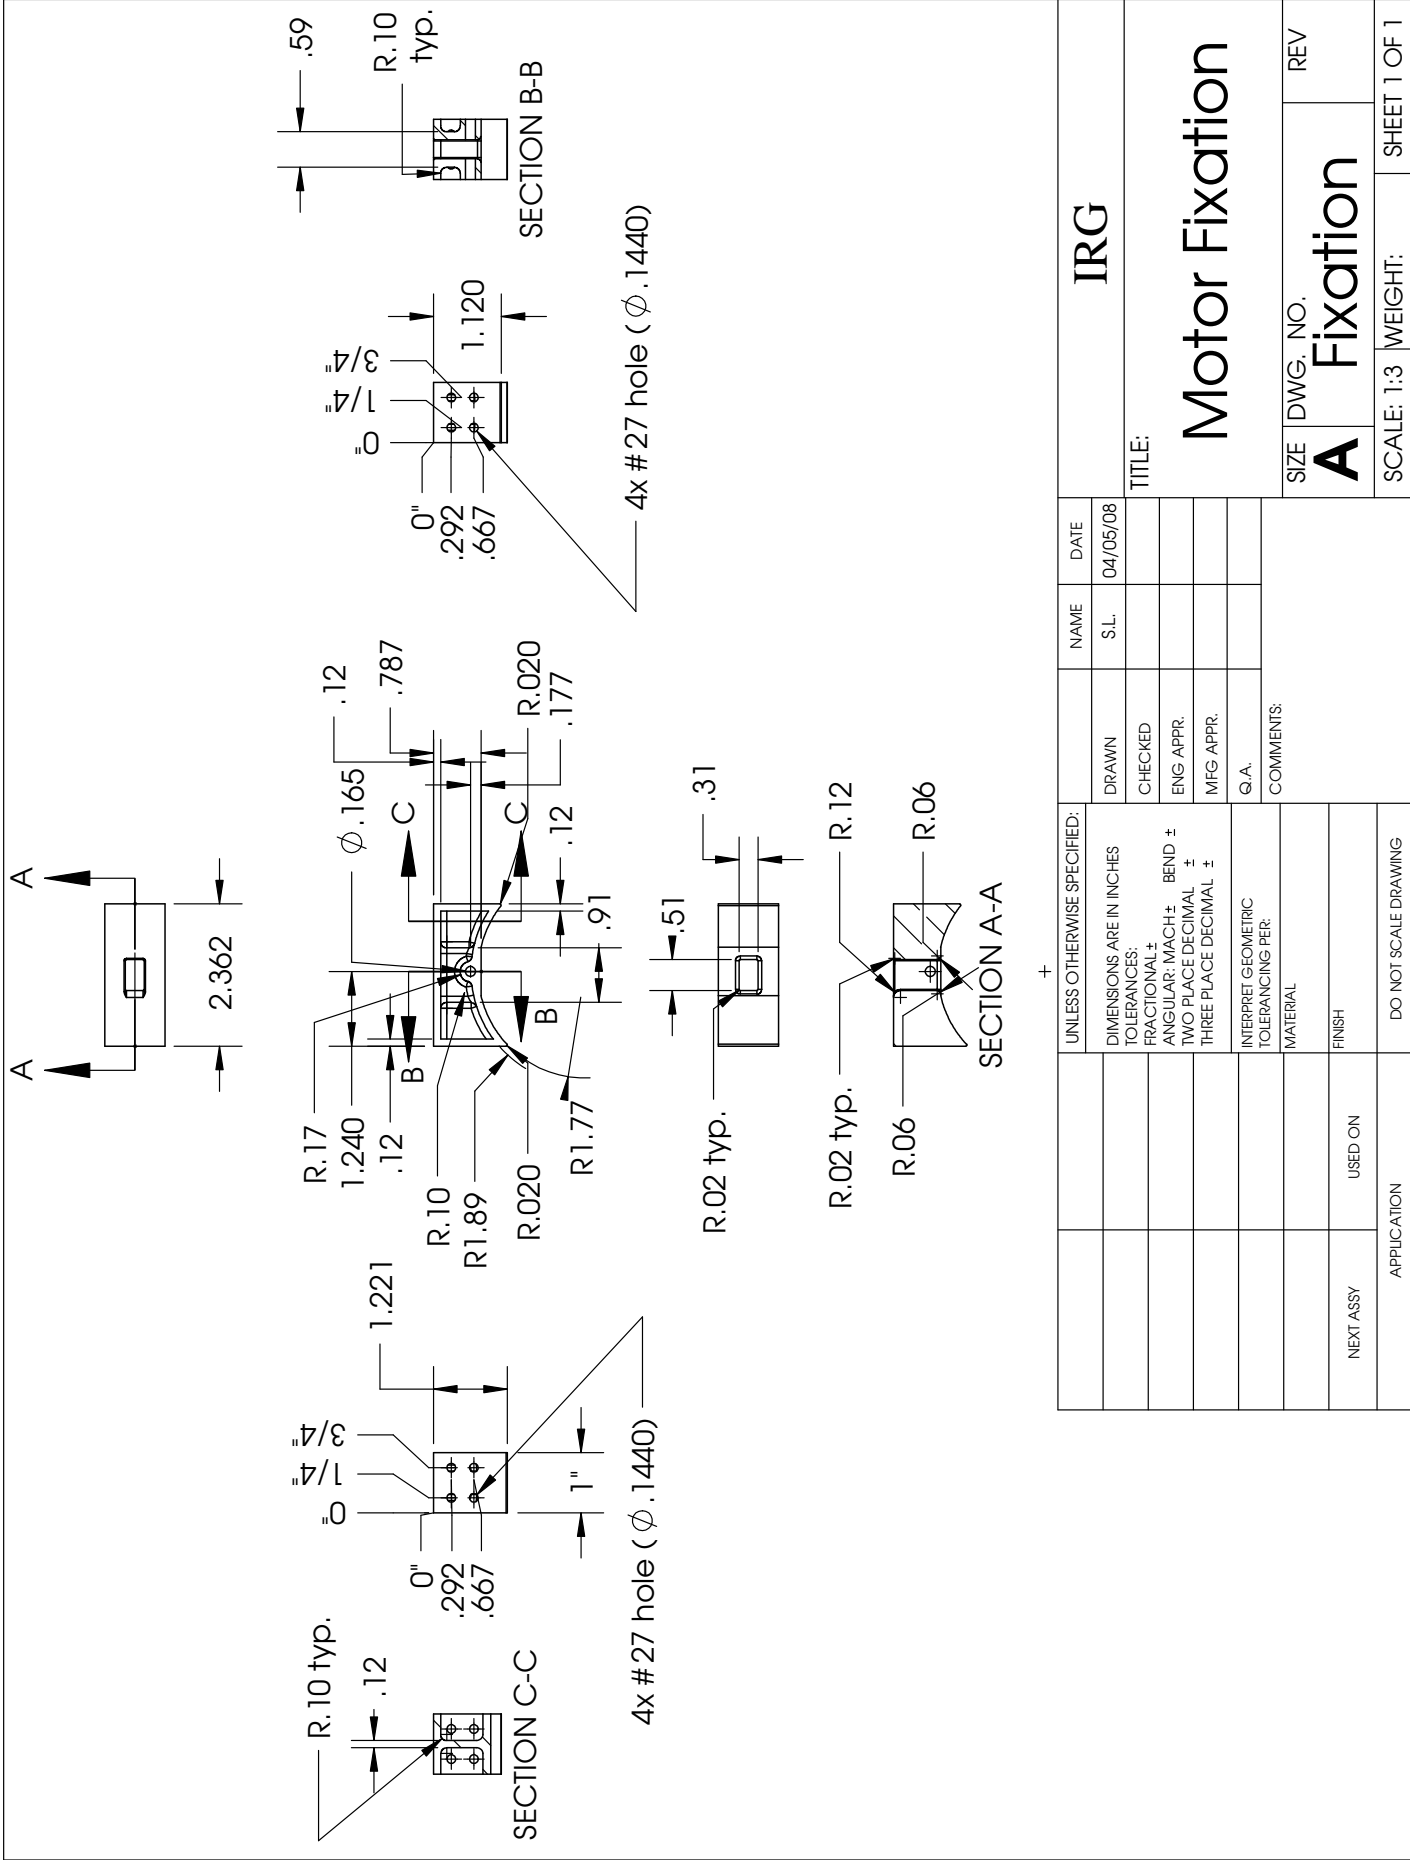 A
A
2.362
.59
R.10
typ.
SECTION B-B
0"
1/4"
3/4"
0"
.292
.667
1.120
4x #27 hole (∅.1440)
R.17
1.240
.12
R.10
R1.89
R.020
R1.77
∅.165
.12
.787
R.020
.177
.12
.91
C
C
B
B
0"
1/4"
3/4"
0"
.292
.667
1.221
1"
4x #27 hole (∅.1440)
R.10 typ.
.12
SECTION C-C
.51
.31
R.02 typ.
R.12
R.02 typ.
R.06
R.06
SECTION A-A
UNLESS OTHERWISE SPECIFIED:
DIMENSIONS ARE IN INCHES
TOLERANCES:
FRACTIONAL±
ANGULAR: MACH± BEND ±
TWO PLACE DECIMAL ±
THREE PLACE DECIMAL ±
INTERPRET GEOMETRIC
TOLERANCING PER:
MATERIAL
FINISH
DO NOT SCALE DRAWING
NEXT ASSY
USED ON
APPLICATION
NAME
DATE
DRAWN
S.L.
04/05/08
CHECKED
ENG APPR.
MFG APPR.
Q.A.
COMMENTS:
IRG
TITLE:
Motor Fixation
SIZE
A
DWG. NO.
Fixation
REV
SCALE: 1:3
WEIGHT:
SHEET 1 OF 1